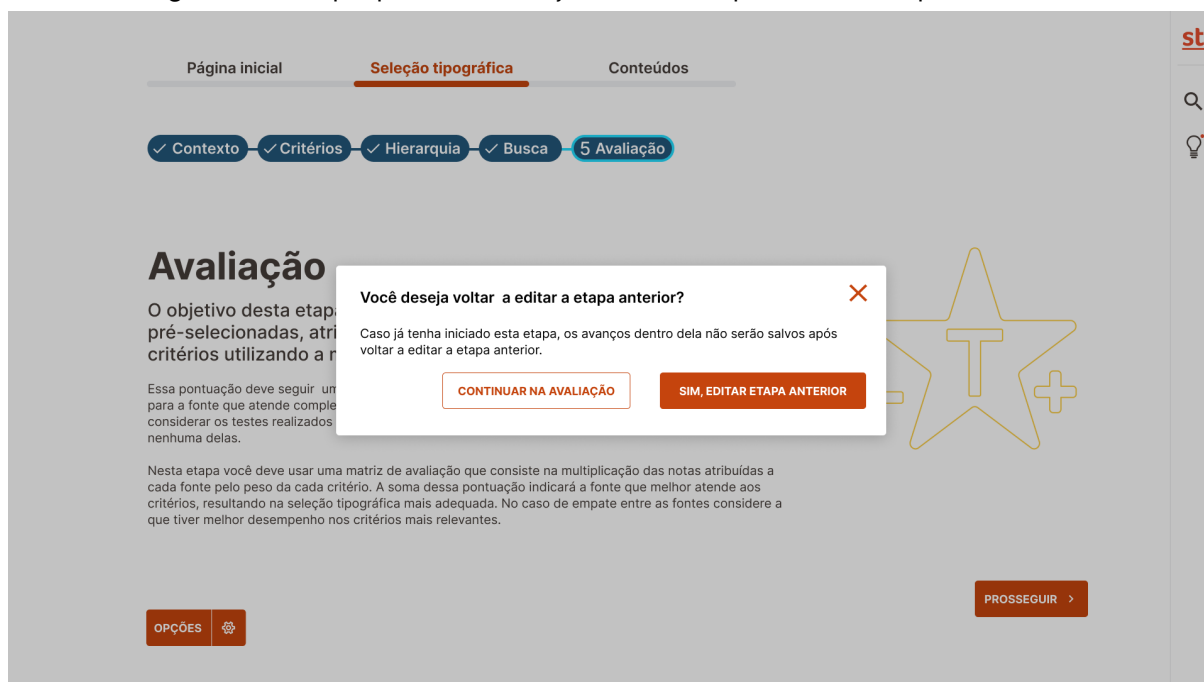 st
Página inicial Seleção tipográfica Conteúdos
Contexto Critérios Hierarquia Busca 5 Avaliação
Avaliação
O objetivo desta etap
pré-selecionadas, atri
critérios utilizando a
Essa pontuação deve seguir um
para a fonte que atende comple
considerar os testes realizados
nenhuma delas.
Você deseja voltar a editar a etapa anterior?
Caso já tenha iniciado esta etapa, os avanços dentro dela não serão salvos após
voltar a editar a etapa anterior.
CONTINUAR NA AVALIAÇÃO SIM, EDITAR ETAPA ANTERIOR
T
Nesta etapa você deve usar uma matriz de avaliação que consiste na multiplicação das notas atribuídas a
cada fonte pelo peso da cada critério. A soma dessa pontuação indicará a fonte que melhor atende aos
critérios, resultando na seleção tipográfica mais adequada. No caso de empate entre as fontes considere a
que tiver melhor desempenho nos critérios mais relevantes.
PROSSEGUIR
OPÇÕES